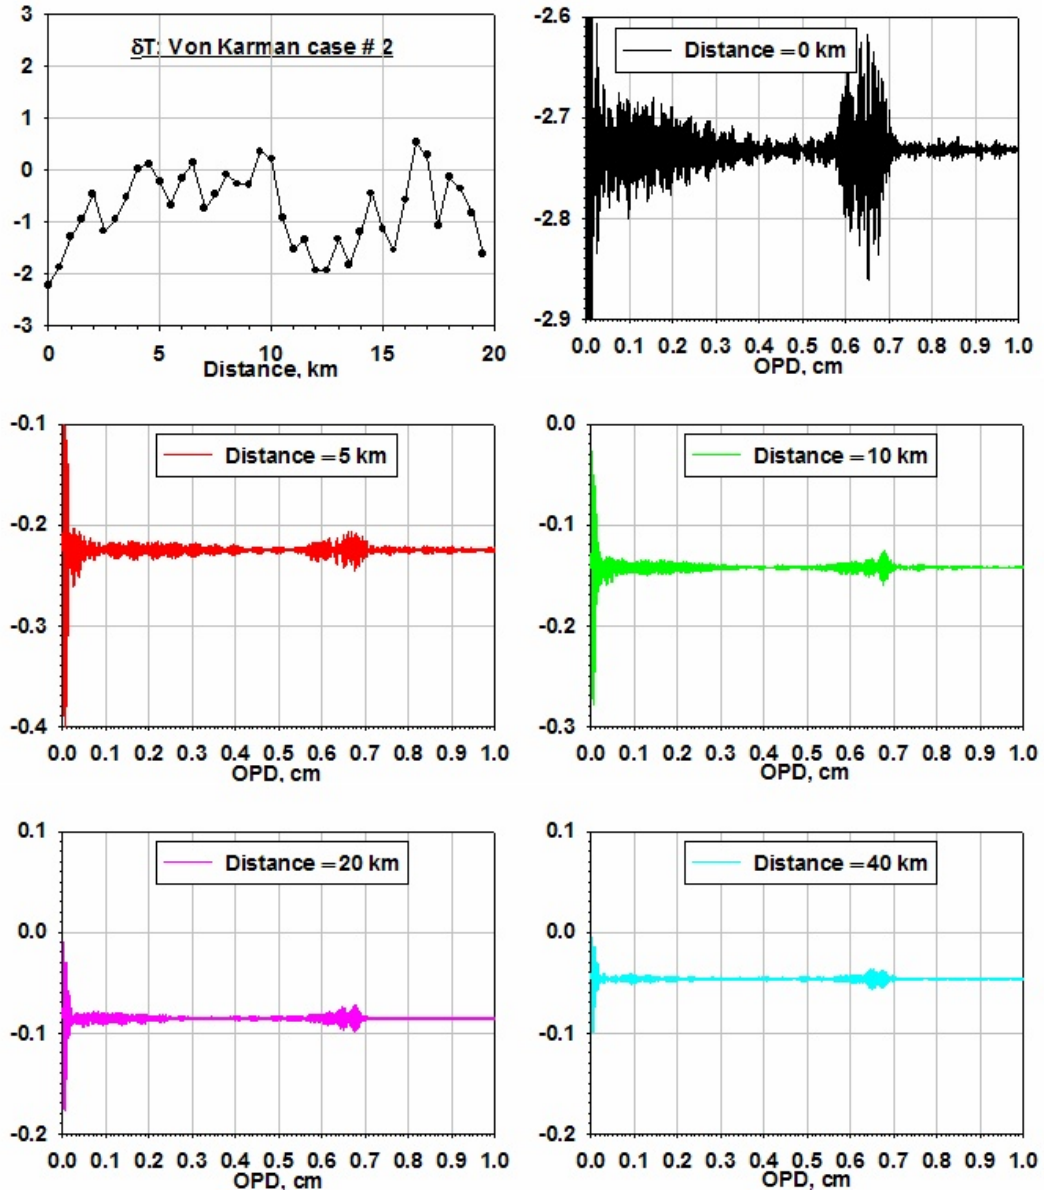 3
2
1
0
-1
-2
-3
δT: Von Karman case # 2
0 5 10 15 20
Distance, km
-2.6
-2.7
-2.8
-2.9
Distance = 0 km
0.0 0.1 0.2 0.3 0.4 0.5 0.6 0.7 0.8 0.9 1.0
OPD, cm
-0.1
-0.2
-0.3
-0.4
Distance = 5 km
0.0 0.1 0.2 0.3 0.4 0.5 0.6 0.7 0.8 0.9 1.0
OPD, cm
0.0
-0.1
-0.2
-0.3
Distance = 10 km
0.0 0.1 0.2 0.3 0.4 0.5 0.6 0.7 0.8 0.9 1.0
OPD, cm
0.1
0.0
-0.1
-0.2
Distance = 20 km
0.0 0.1 0.2 0.3 0.4 0.5 0.6 0.7 0.8 0.9 1.0
OPD, cm
0.1
0.0
-0.1
-0.2
Distance = 40 km
0.0 0.1 0.2 0.3 0.4 0.5 0.6 0.7 0.8 0.9 1.0
OPD, cm